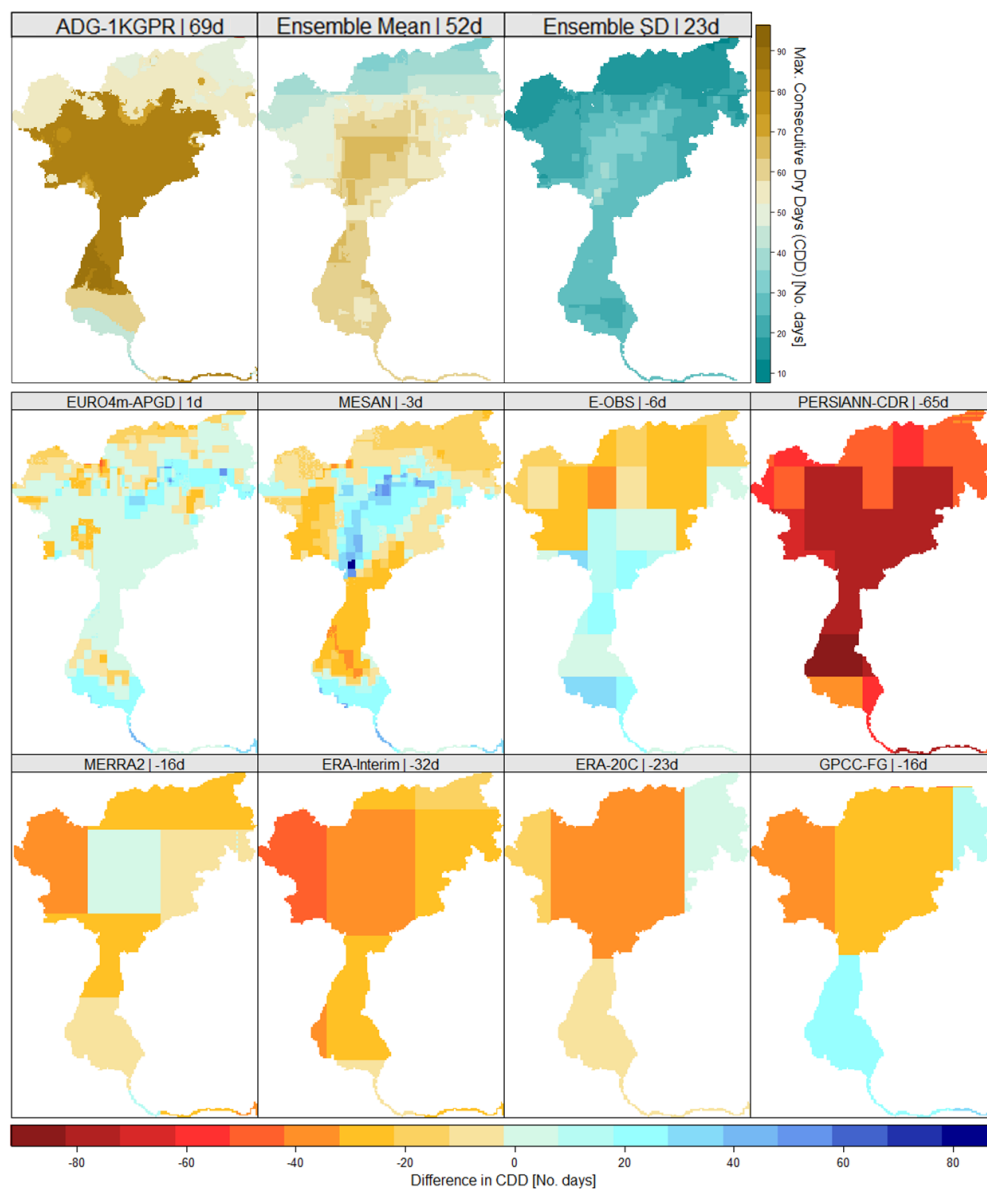 ADG-1KGPR | 69d
Ensemble Mean | 52d
Ensemble SD | 23d
90
80
70
60
50
40
30
20
10
Max. Consecutive Dry Days (CDD) [No. days]
EURO4m-APGD | 1d
MESAN | -3d
E-OBS | -6d
PERSIANN-CDR | -65d
MERRA2 | -16d
ERA-Interim | -32d
ERA-20C | -23d
GPCC-FG | -16d
-80 -60 -40 -20 0 20 40 60 80
Difference in CDD [No. days]